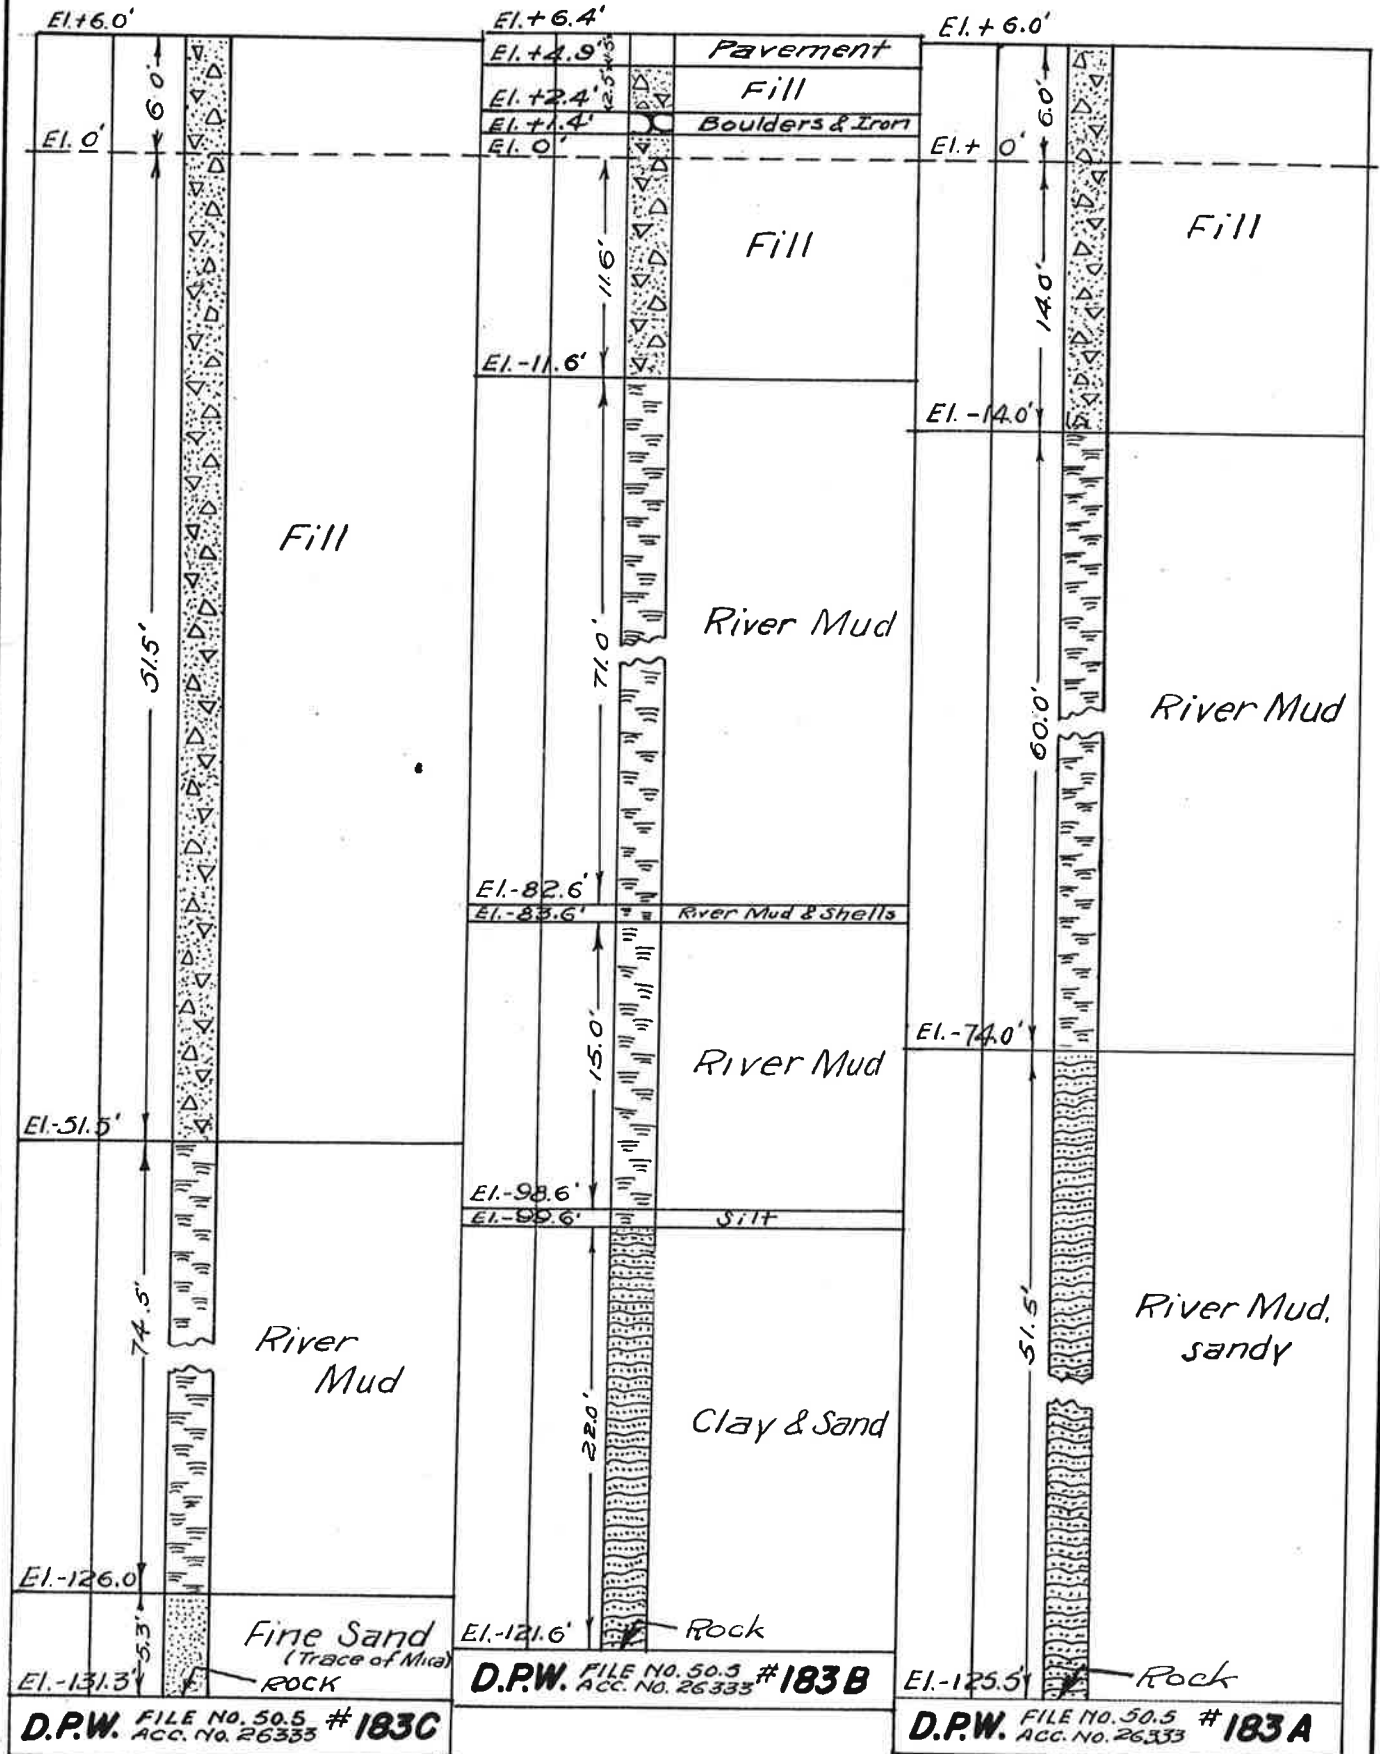 El.+6.0'
6.0'
El. 0'
51.5'
Fill
El.-51.5'
74.5'
River
Mud
El.-126.0
5.3'
Fine Sand
(Trace of Mica)
El.-131.3'
ROCK
D.P.W. FILE NO. 50.5 #183C
ACC. NO. 26333
El.+6.4'
1.5'
Pavement
El.+4.9'
2.5'
Fill
El.+2.4'
Boulders & Iron
El.+1.4'
El. 0'
11.6'
Fill
El.-11.6'
71.0'
River Mud
El.-82.6'
River Mud & Shells
El.-83.6'
15.0'
River Mud
El.-98.6'
Silt
El.-99.6'
22.0'
Clay & Sand
El.-121.6'
Rock
D.P.W. FILE NO. 50.5 #183B
ACC. NO. 26333
El.+6.0'
6.0'
El.+ 0'
14.0'
Fill
El.-14.0'
60.0'
River Mud
El.-74.0'
51.5'
River Mud,
sandy
El.-125.5'
Rock
D.P.W. FILE NO. 50.5 #183A
ACC. NO. 26333